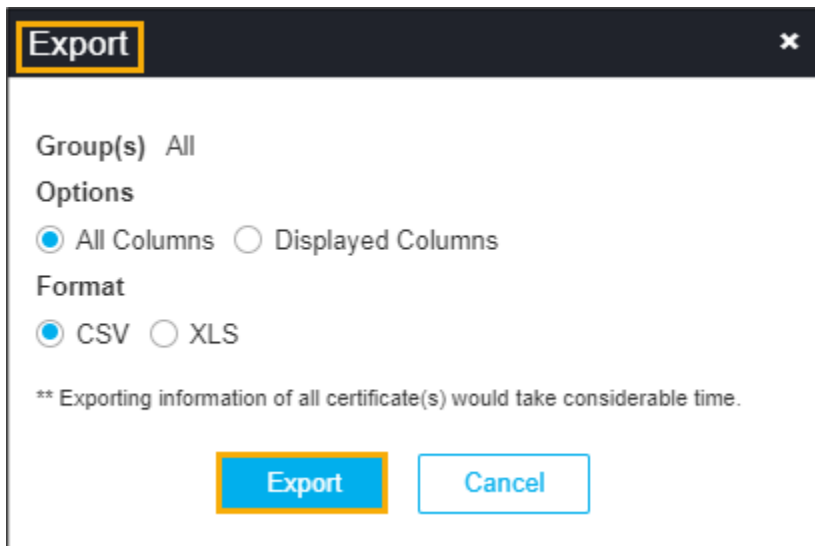 Export ×
Group(s) All
Options
All Columns Displayed Columns
Format
CSV XLS
** Exporting information of all certificate(s) would take considerable time.
Export Cancel